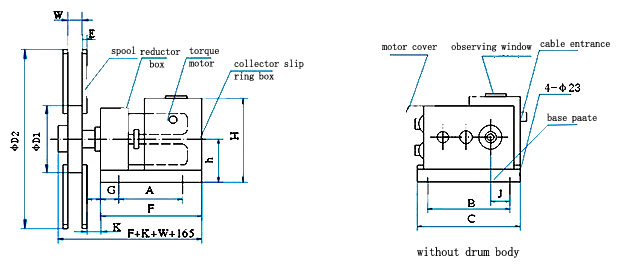 W
E
spool
reductor
box
torque
motor
collector slip
ring box
ΦD2
ΦD1
H
h
G
A
F
K
F+K+W+165
motor cover
observing window
cable entrance
4-Φ23
base paate
J
B
C
without drum body